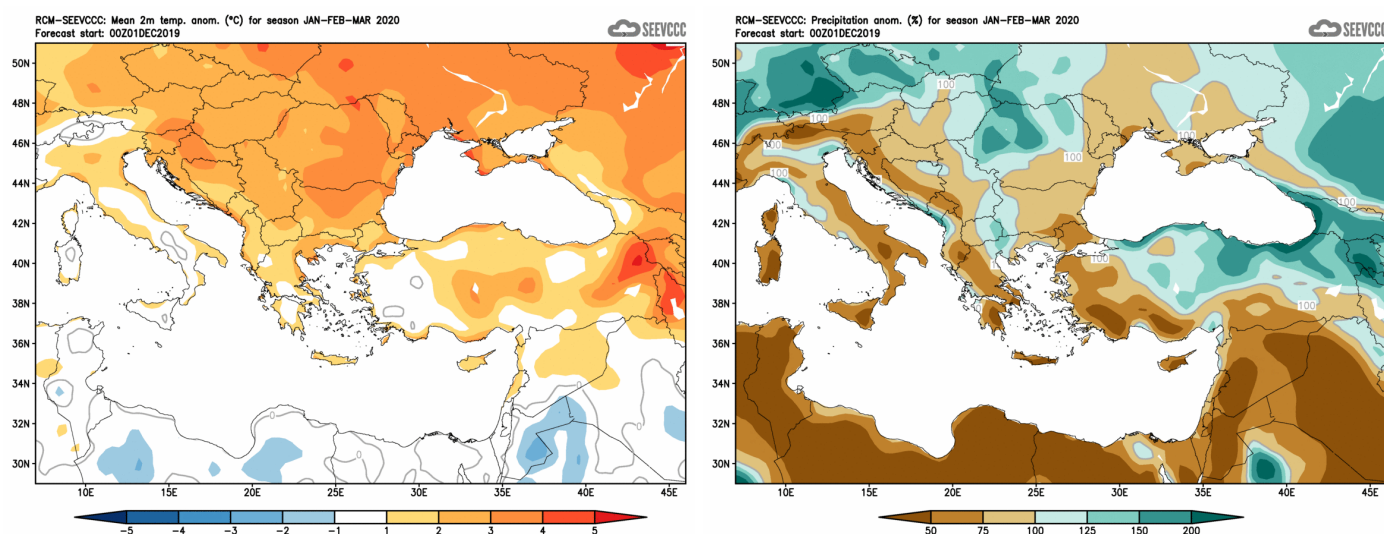 RCM-SEEVCCC: Mean 2m temp. anom. (°C) for season JAN-FEB-MAR 2020
Forecast start: 00Z01DEC2019
SEEVCCC
50N
48N
46N
44N
42N
40N
38N
36N
34N
32N
30N
0
0
0
10E
15E
20E
25E
30E
35E
40E
45E
-5 -4 -3 -2 -1 1 2 3 4 5
RCM-SEEVCCC: Precipitation anom. (%) for season JAN-FEB-MAR 2020
Forecast start: 00Z01DEC2019
SEEVCCC
50N
48N
46N
44N
42N
40N
38N
36N
34N
32N
30N
100
100
100
100
100
100
100
100
100
10E
15E
20E
25E
30E
35E
40E
45E
50 75 100 125 150 200